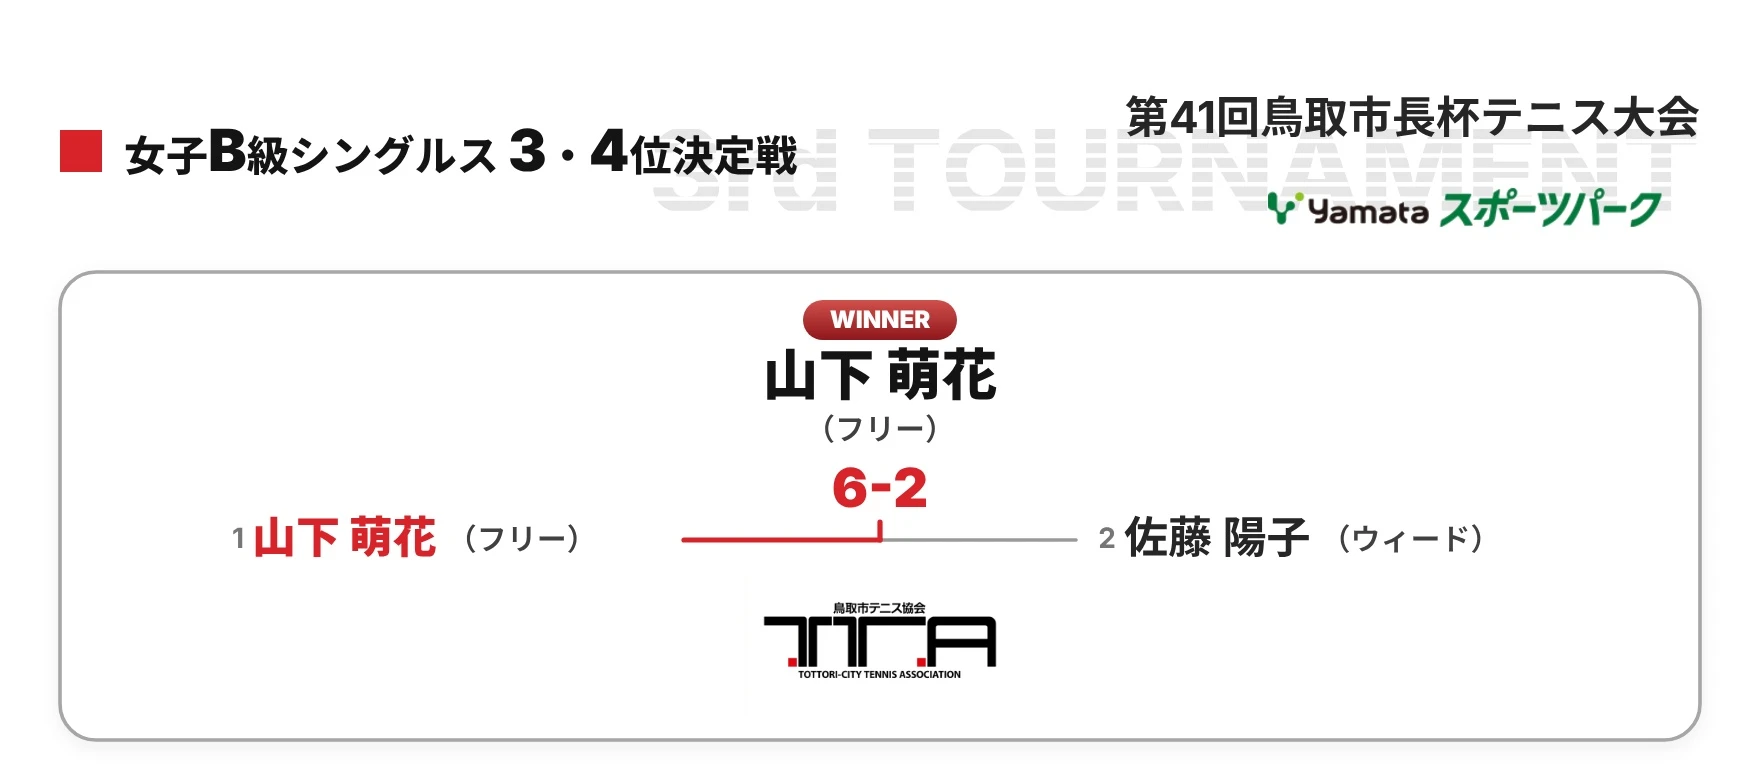 第41回鳥取市長杯テニス大会
女子B級シングルス 3・4位決定戦
3rd TOURNAMENT
Yamata スポーツパーク
WINNER
山下 萌花
（フリー）
6-2
1 山下 萌花 （フリー）
2 佐藤 陽子 （ウィード）
鳥取市テニス協会
TTA
TOTTORI-CITY TENNIS ASSOCIATION